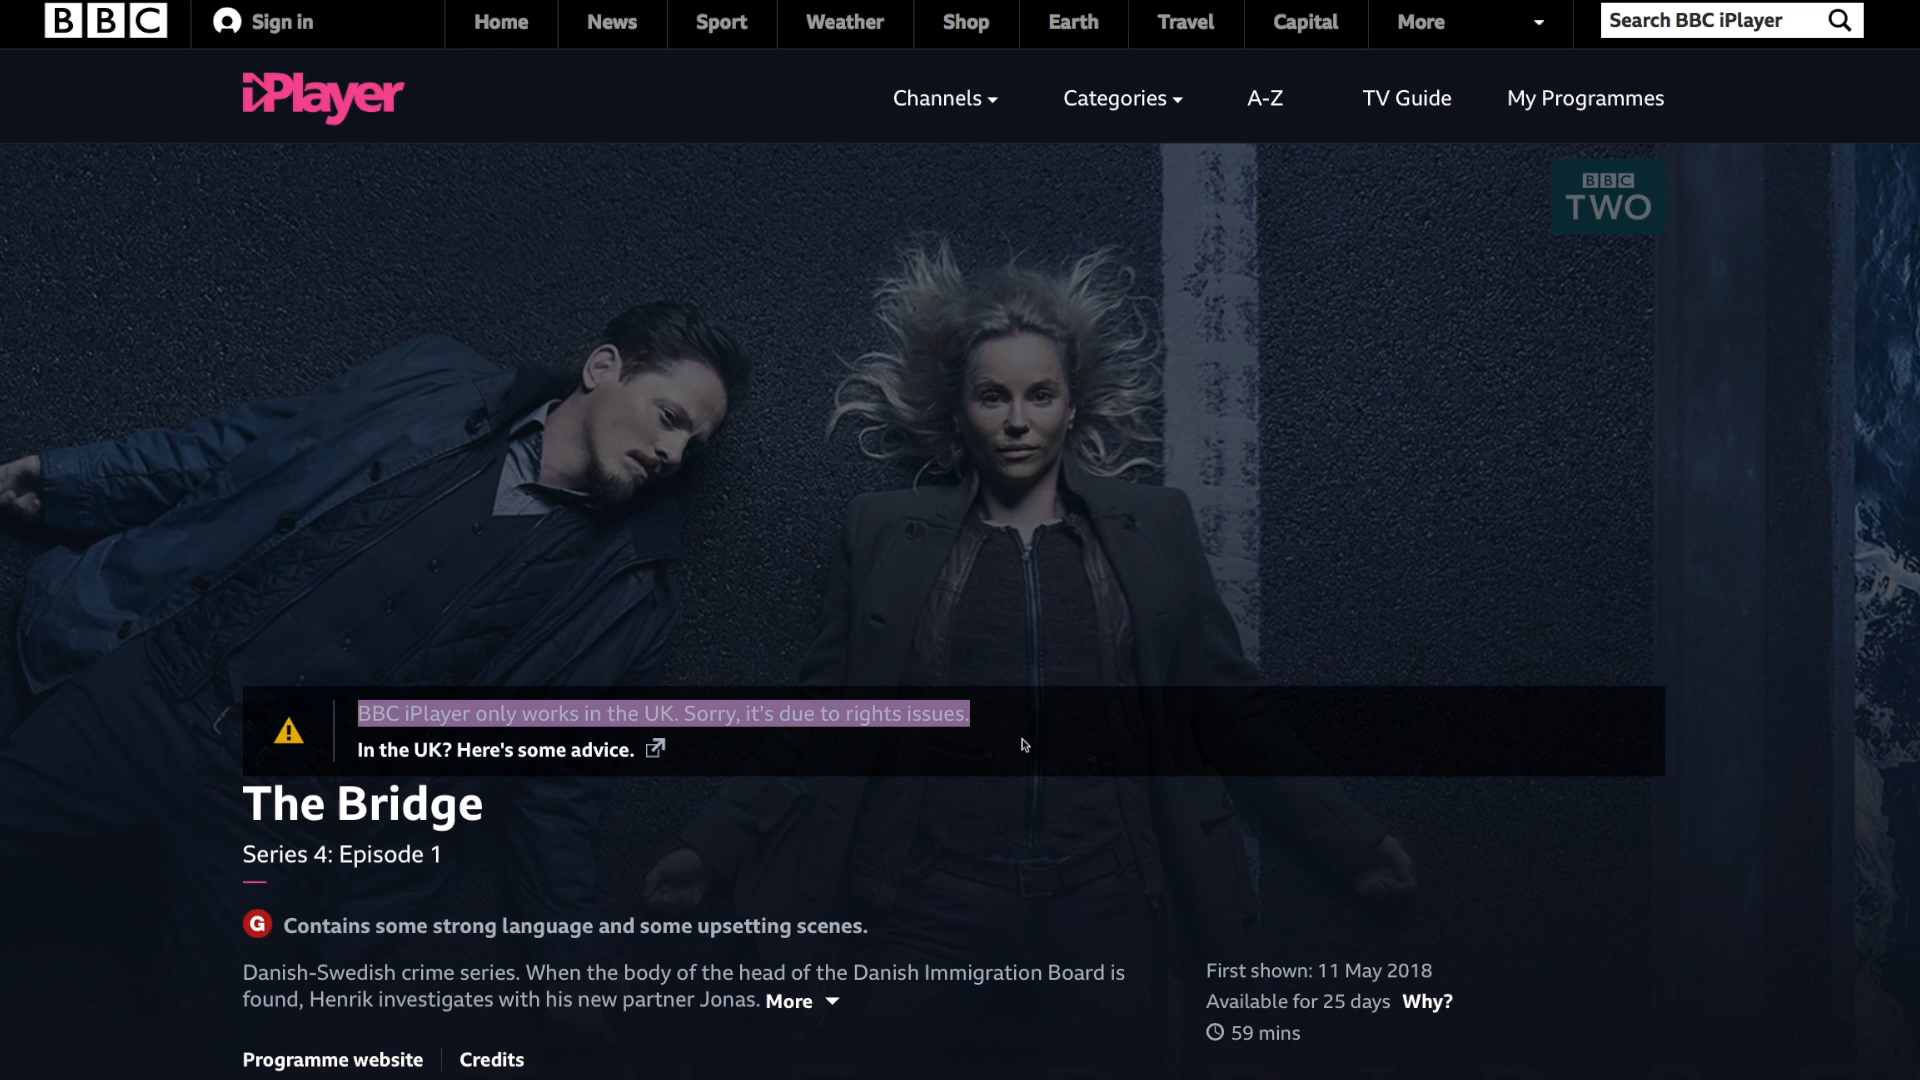 BBC Sign in Home News Sport Weather Shop Earth Travel Capital More Search BBC iPlayer
iPlayer Channels Categories A-Z TV Guide My Programmes
BBC
TWO
BBC iPlayer only works in the UK. Sorry, it's due to rights issues.
In the UK? Here's some advice.
The Bridge
Series 4: Episode 1
G Contains some strong language and some upsetting scenes.
Danish-Swedish crime series. When the body of the head of the Danish Immigration Board is
found, Henrik investigates with his new partner Jonas. More
First shown: 11 May 2018
Available for 25 days Why?
59 mins
Programme website Credits